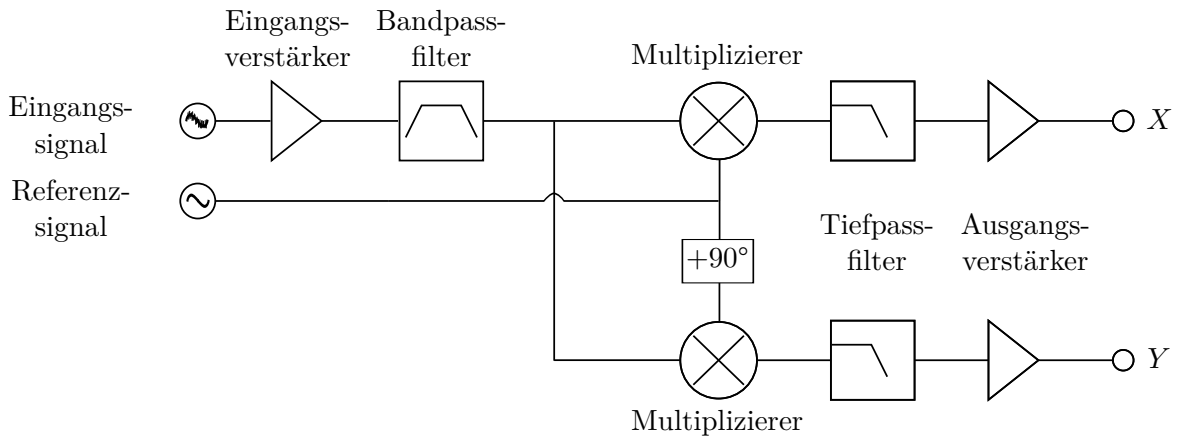 Eingangs-
verstärker
Bandpass-
filter
Multiplizierer
Eingangs-
signal
X
Referenz-
signal
Tiefpass-
filter
Ausgangs-
verstärker
+90°
Y
Multiplizierer